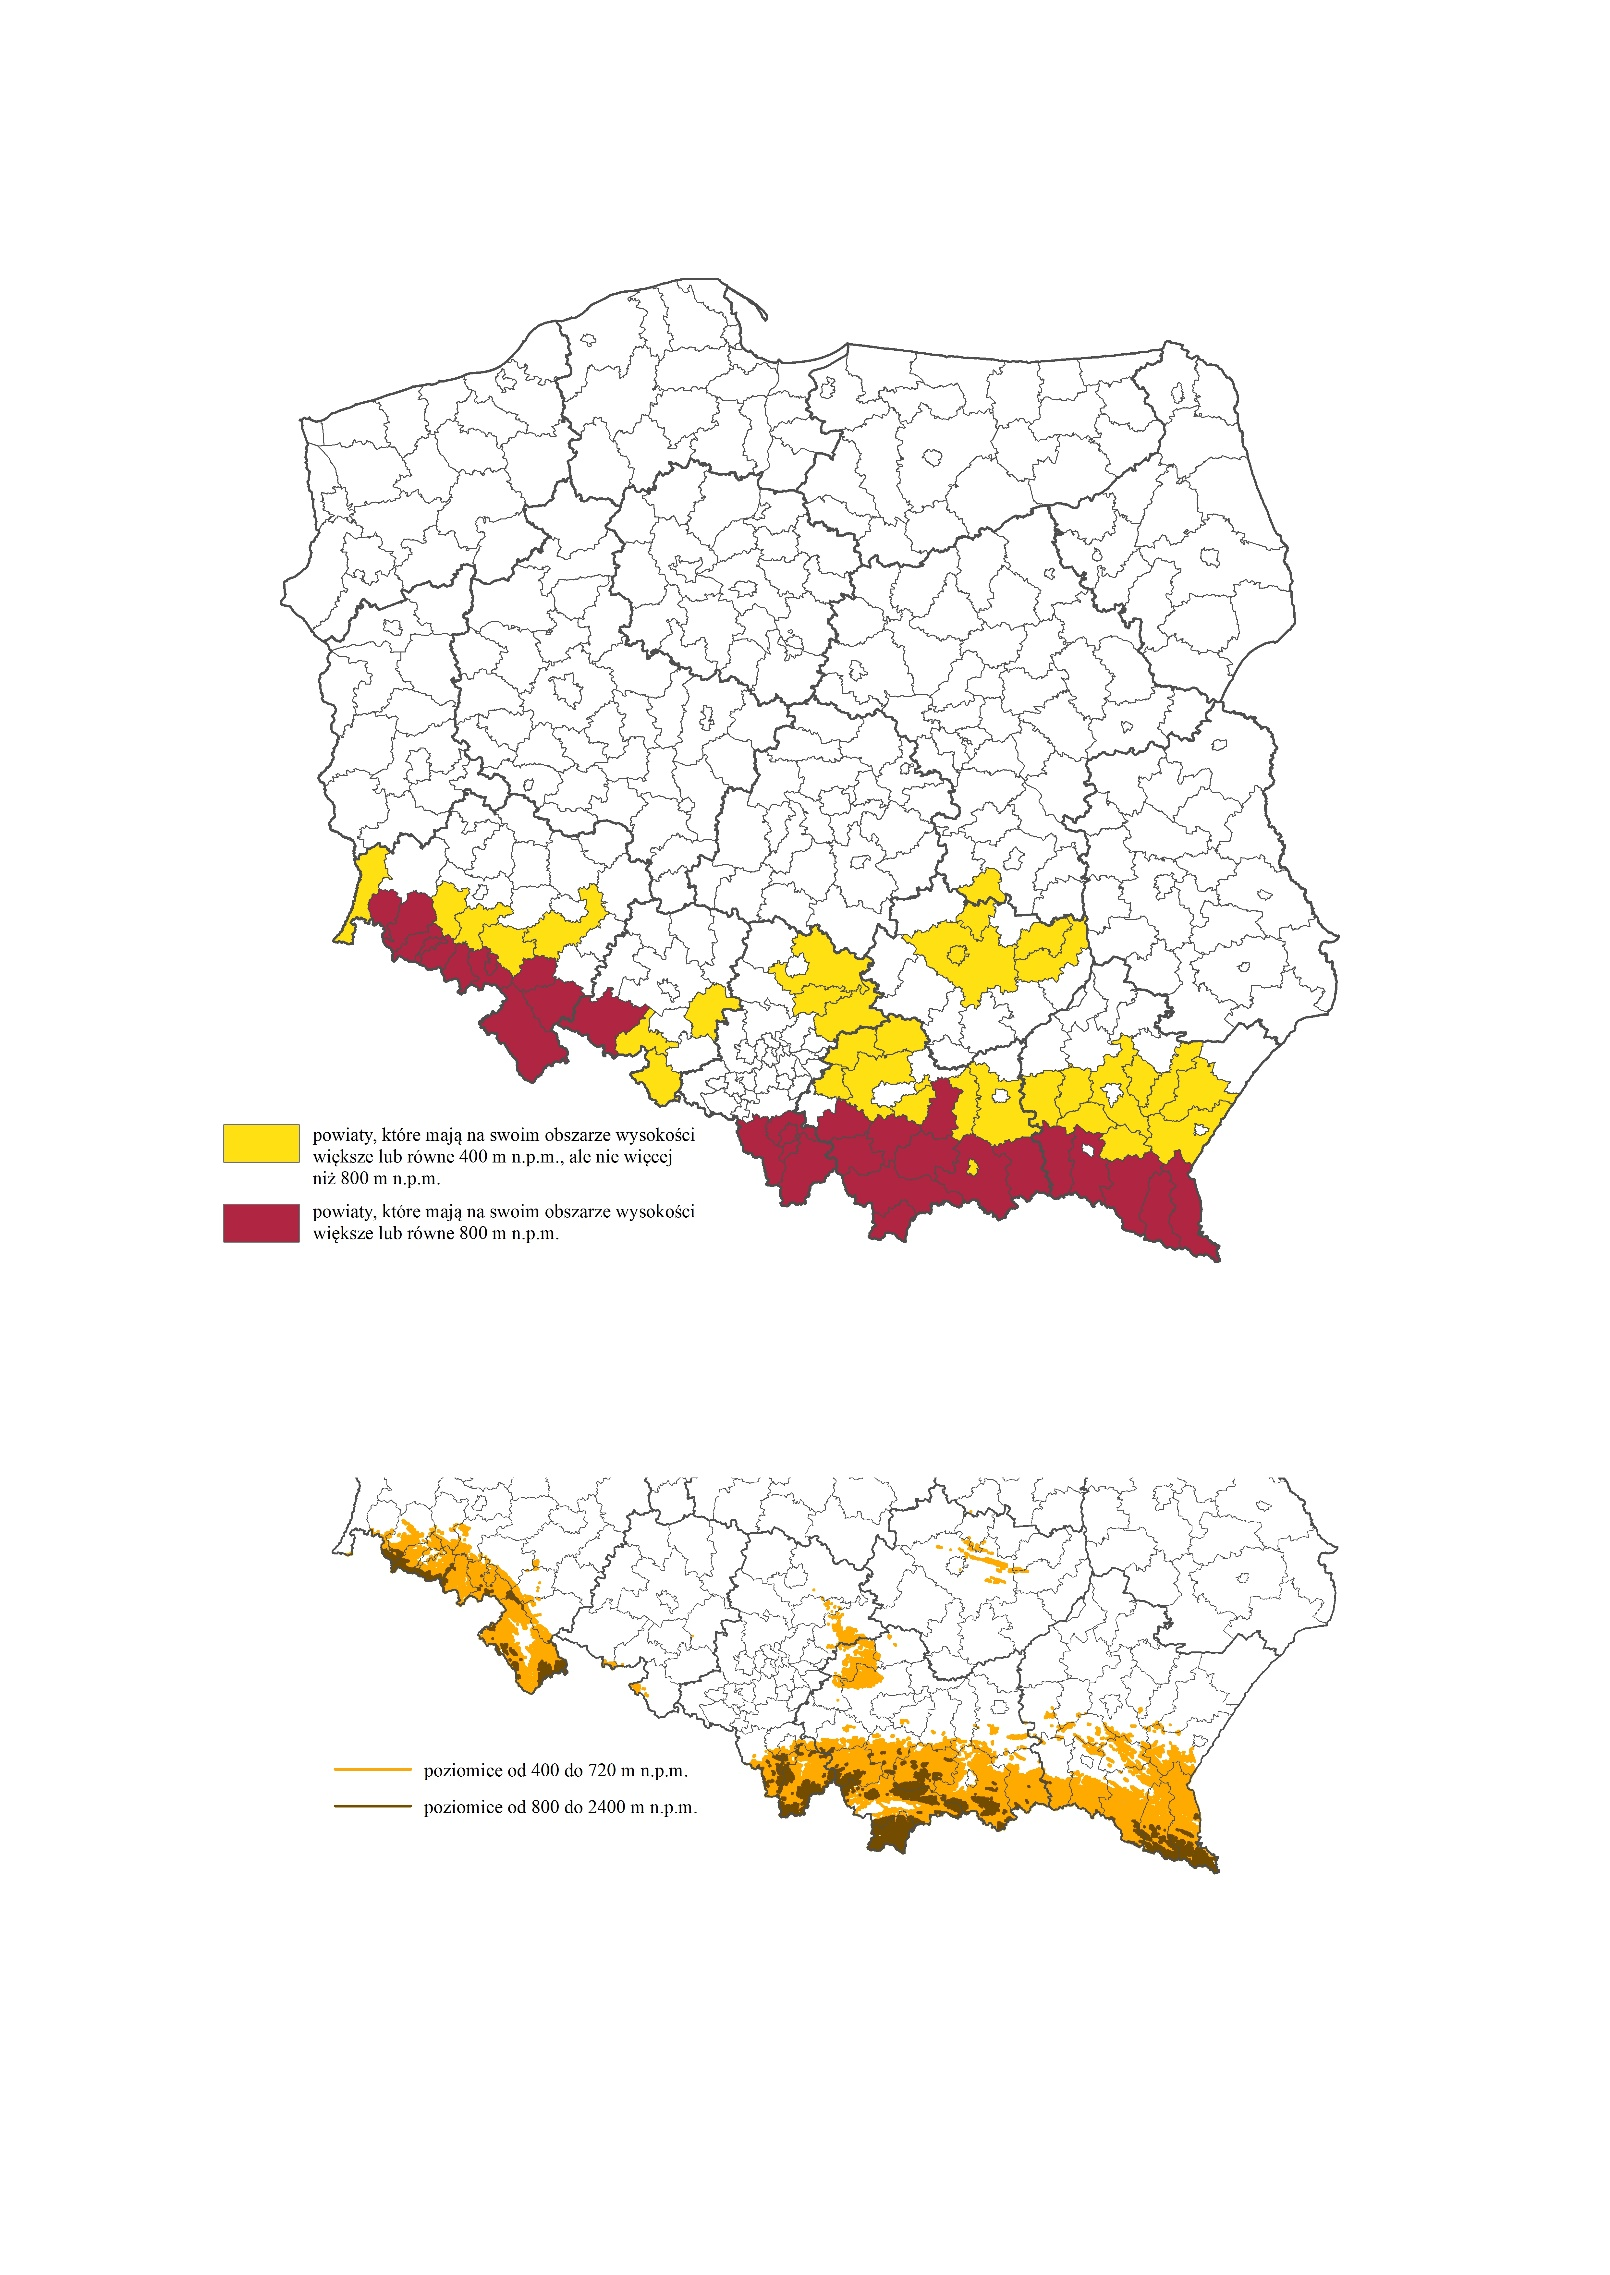 powiaty, które mają na swoim obszarze wysokości
większe lub równe 400 m n.p.m., ale nie więcej
niż 800 m n.p.m.
powiaty, które mają na swoim obszarze wysokości
większe lub równe 800 m n.p.m.
poziomice od 400 do 720 m n.p.m.
poziomice od 800 do 2400 m n.p.m.